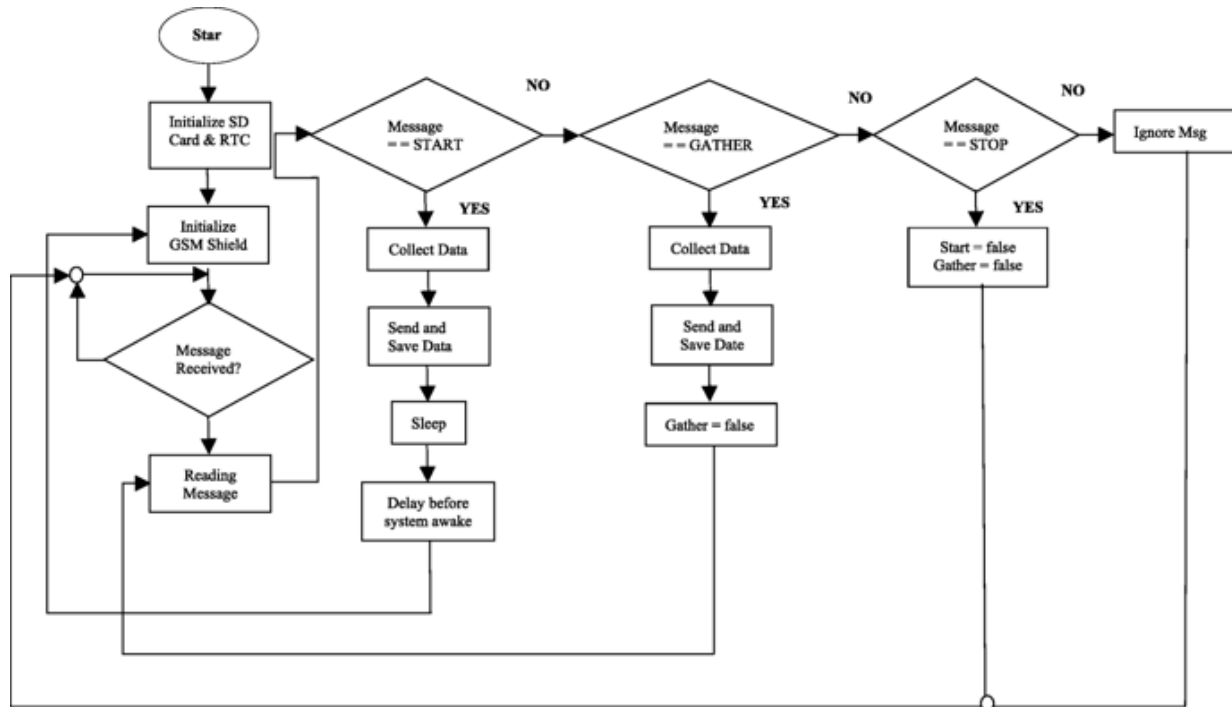 Star
Initialize SD
Card & RTC
Initialize
GSM Shield
Message
Received?
Reading
Message
Message
= = START
NO
YES
Collect Data
Send and
Save Data
Sleep
Delay before
system awake
Message
= = GATHER
NO
YES
Collect Data
Send and
Save Date
Gather = false
Message
= = STOP
NO
YES
Start = false
Gather = false
Ignore Msg